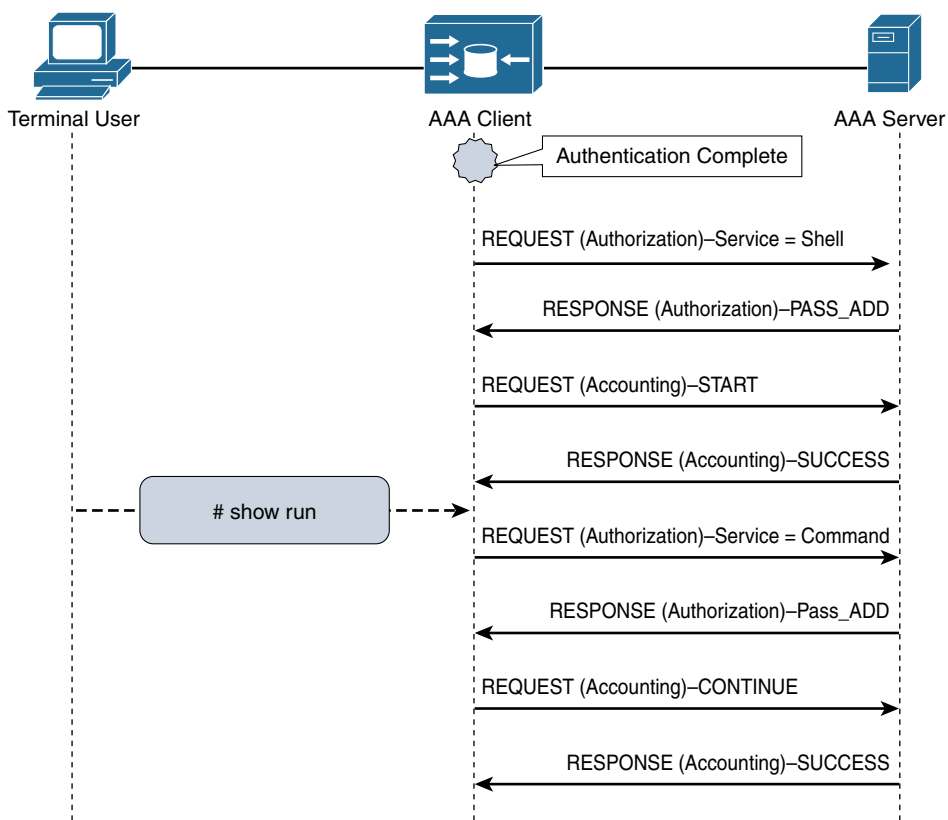 Terminal User
AAA Client
AAA Server
Authentication Complete
REQUEST (Authorization)–Service = Shell
RESPONSE (Authorization)–PASS_ADD
REQUEST (Accounting)–START
RESPONSE (Accounting)–SUCCESS
# show run
REQUEST (Authorization)–Service = Command
RESPONSE (Authorization)–Pass_ADD
REQUEST (Accounting)–CONTINUE
RESPONSE (Accounting)–SUCCESS